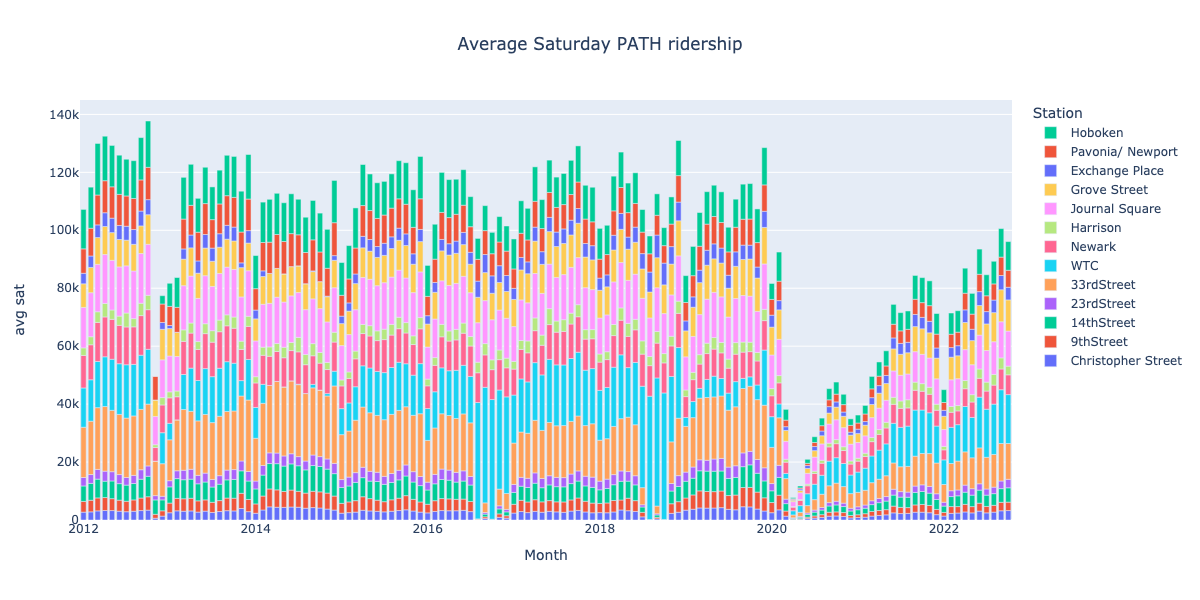 Average Saturday PATH ridership
140k
120k
100k
80k
60k
40k
20k
0
avg sat
2012
2014
2016
2018
2020
2022
Month
Station
Hoboken
Pavonia/ Newport
Exchange Place
Grove Street
Journal Square
Harrison
Newark
WTC
33rdStreet
23rdStreet
14thStreet
9thStreet
Christopher Street